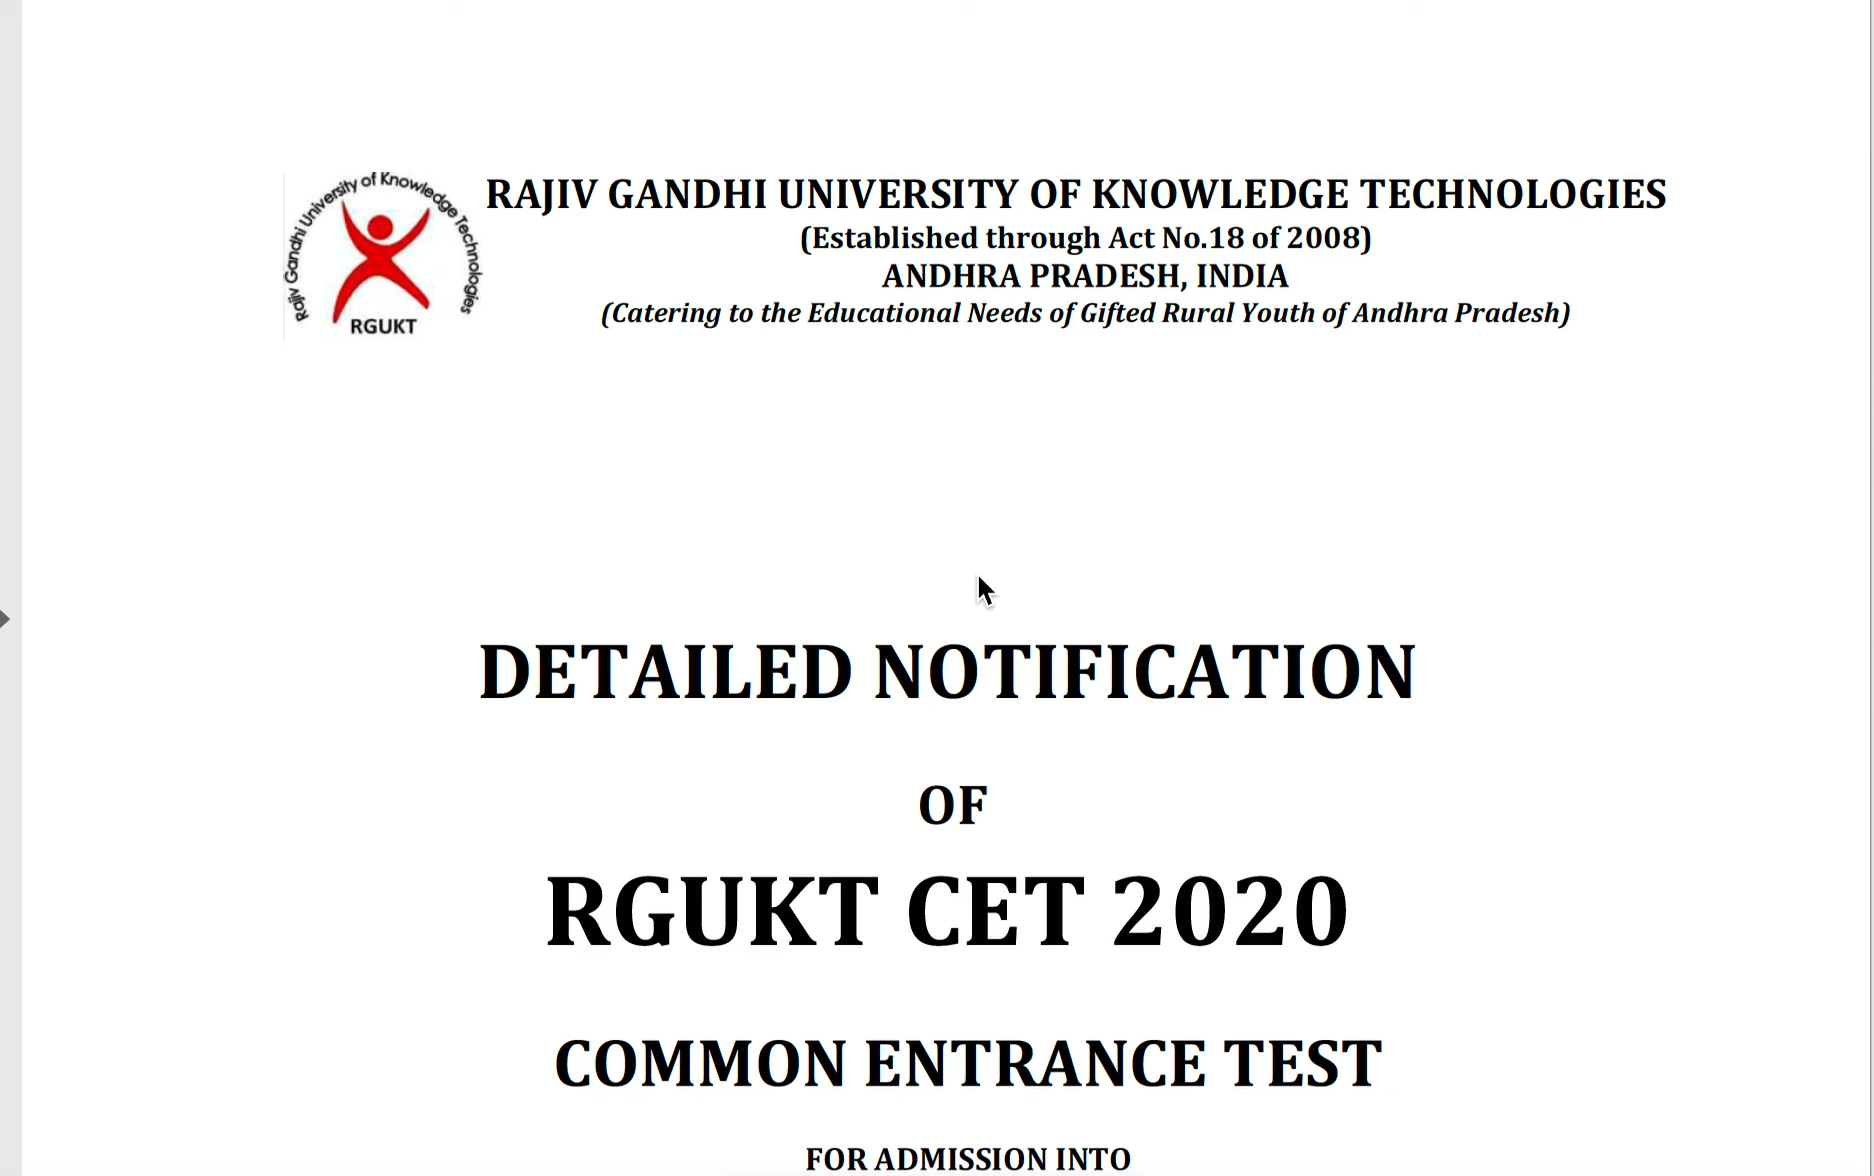 Rajiv Gandhi University of Knowledge Technologies
RGUKT
RAJIV GANDHI UNIVERSITY OF KNOWLEDGE TECHNOLOGIES
(Established through Act No.18 of 2008)
ANDHRA PRADESH, INDIA
(Catering to the Educational Needs of Gifted Rural Youth of Andhra Pradesh)
DETAILED NOTIFICATION
OF
RGUKT CET 2020
COMMON ENTRANCE TEST
FOR ADMISSION INTO